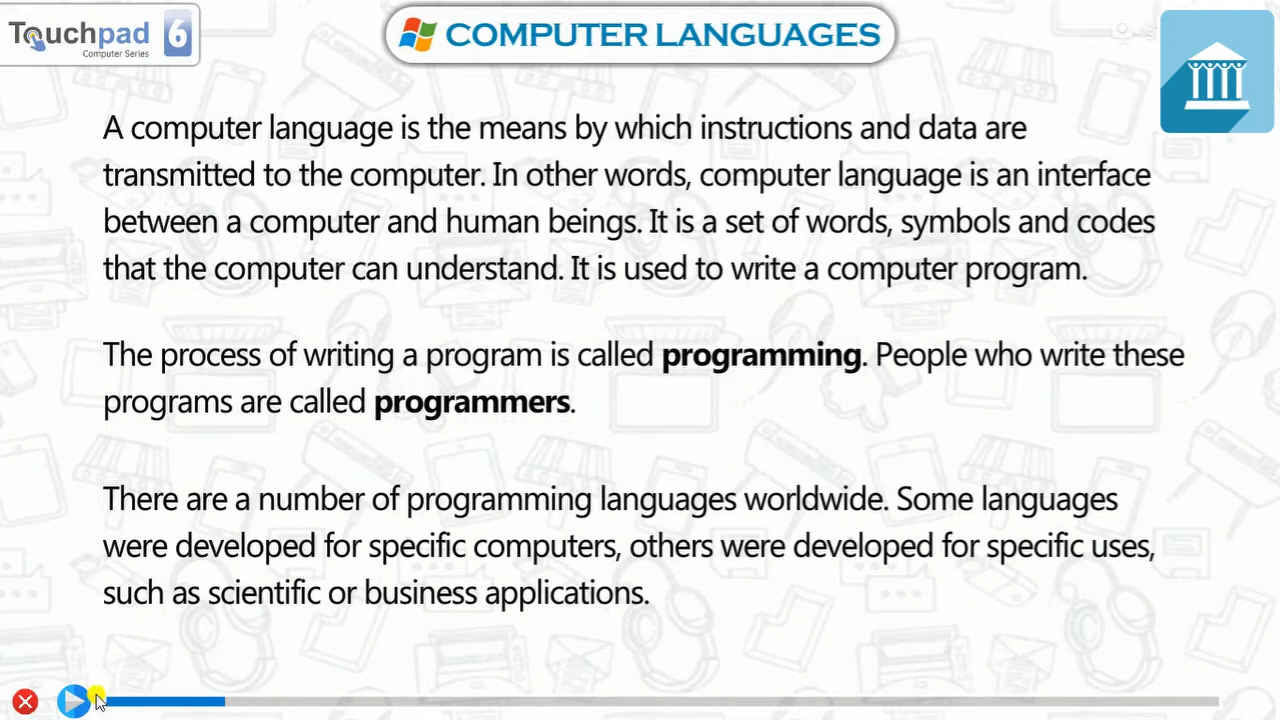 Touchpad 6
Computer Series
COMPUTER LANGUAGES
A computer language is the means by which instructions and data are
transmitted to the computer. In other words, computer language is an interface
between a computer and human beings. It is a set of words, symbols and codes
that the computer can understand. It is used to write a computer program.
The process of writing a program is called programming. People who write these
programs are called programmers.
There are a number of programming languages worldwide. Some languages
were developed for specific computers, others were developed for specific uses,
such as scientific or business applications.